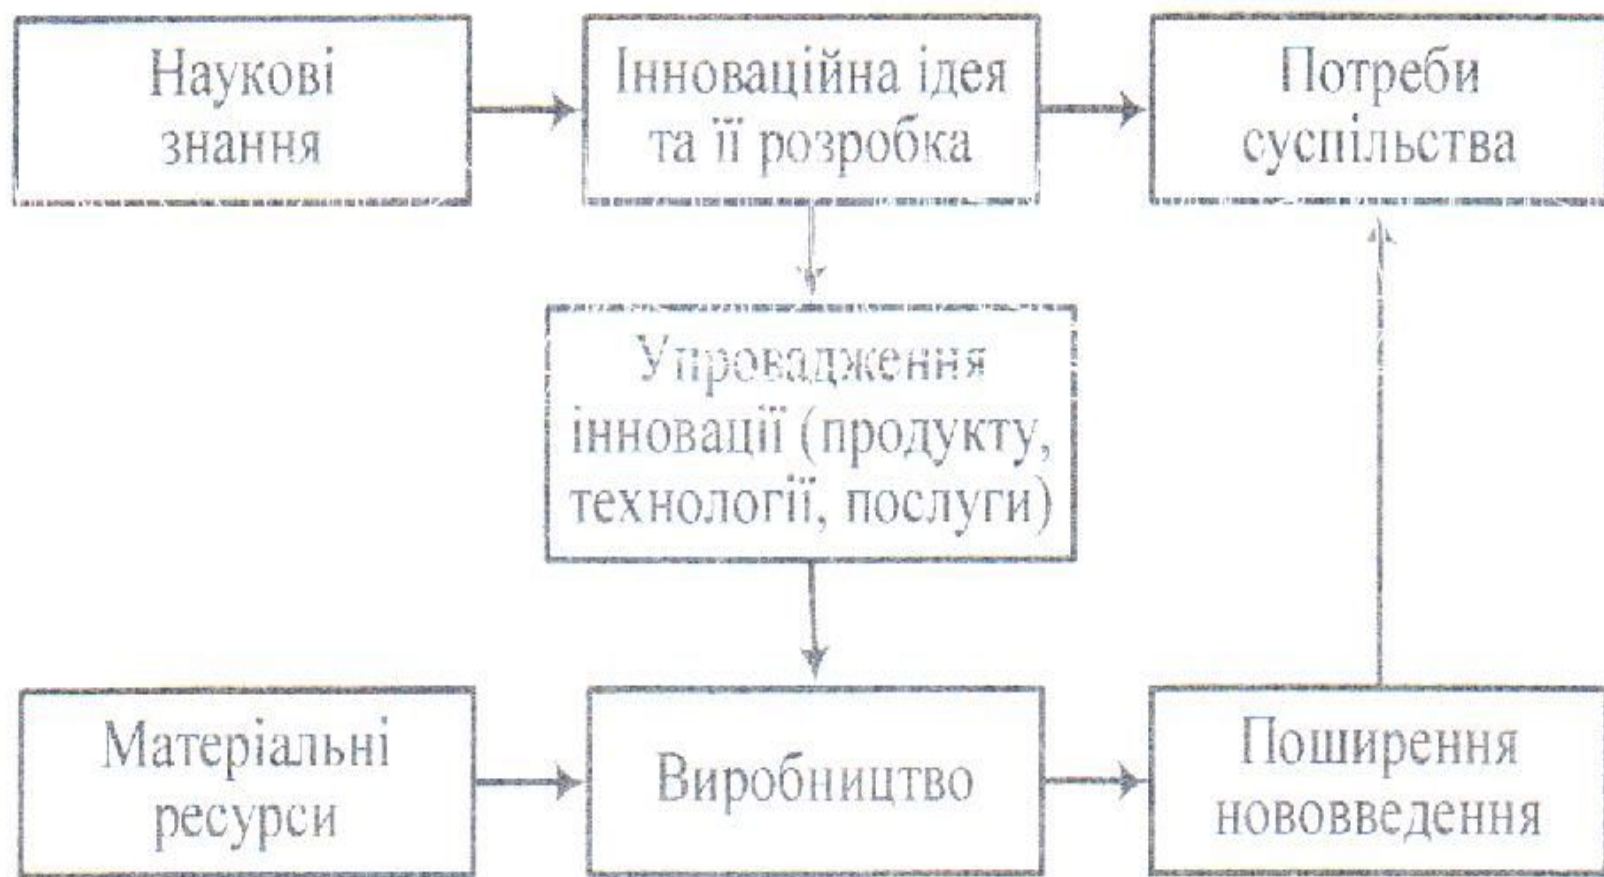 Наукові
знання
Інноваційна ідея
та її розробка
Потреби
суспільства
Упровадження
інновації (продукту,
технології, послуги)
Матеріальні
ресурси
Виробництво
Поширення
нововведення